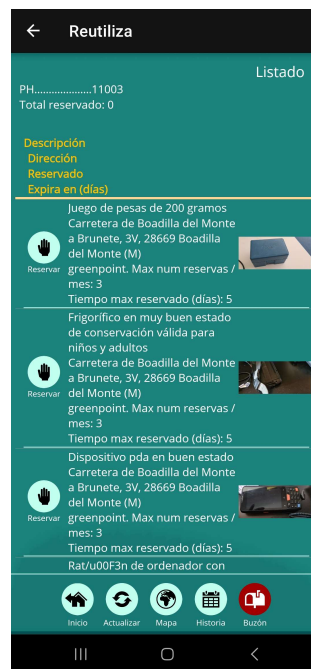 Reutiliza
Listado
PH....................11003
Total reservado: 0
Descripción
Dirección
Reservado
Expira en (días)
Juego de pesas de 200 gramos
Carretera de Boadilla del Monte
a Brunete, 3V, 28669 Boadilla
del Monte (M)
greenpoint. Max num reservas /
mes: 3
Tiempo max reservado (días): 5
Reservar
Frigorífico en muy buen estado
de conservación válida para
niños y adultos
Carretera de Boadilla del Monte
a Brunete, 3V, 28669 Boadilla
del Monte (M)
greenpoint. Max num reservas /
mes: 3
Tiempo max reservado (días): 5
Reservar
Dispositivo pda en buen estado
Carretera de Boadilla del Monte
a Brunete, 3V, 28669 Boadilla
del Monte (M)
greenpoint. Max num reservas /
mes: 3
Tiempo max reservado (días): 5
Reservar
Rat/u00F3n de ordenador con
Inicio Actualizar Mapa Historia Buzón